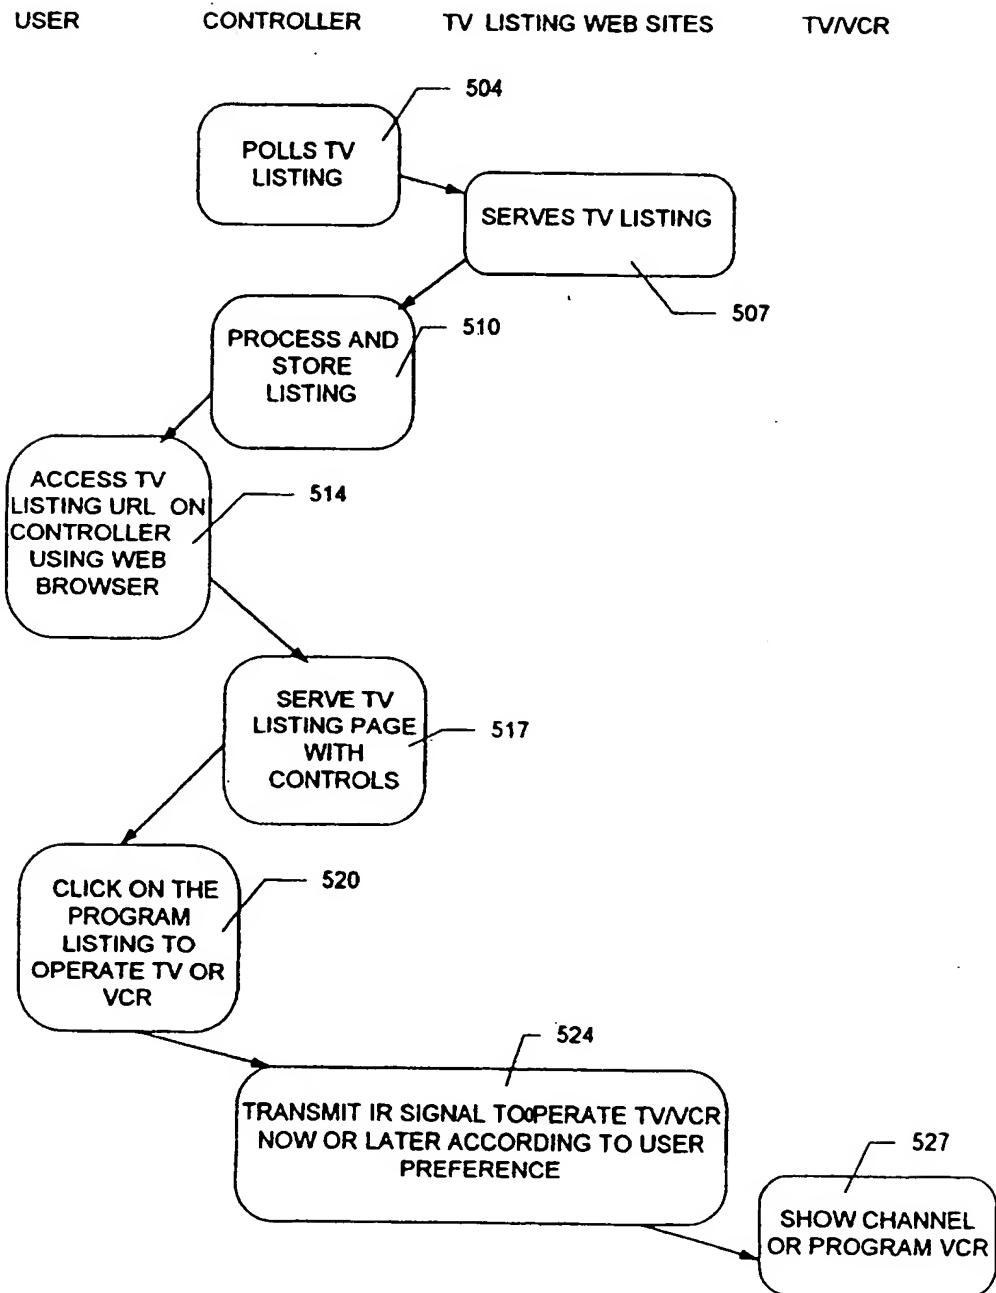 USER CONTROLLER TV LISTING WEB SITES TV/VCR
504
POLLS TV
LISTING
SERVES TV LISTING
507
PROCESS AND
STORE
LISTING
510
ACCESS TV
LISTING URL ON
CONTROLLER
USING WEB
BROWSER
514
SERVE TV
LISTING PAGE
WITH
CONTROLS
517
CLICK ON THE
PROGRAM
LISTING TO
OPERATE TV OR
VCR
520
524
TRANSMIT IR SIGNAL TO OPERATE TV/VCR
NOW OR LATER ACCORDING TO USER
PREFERENCE
527
SHOW CHANNEL
OR PROGRAM VCR